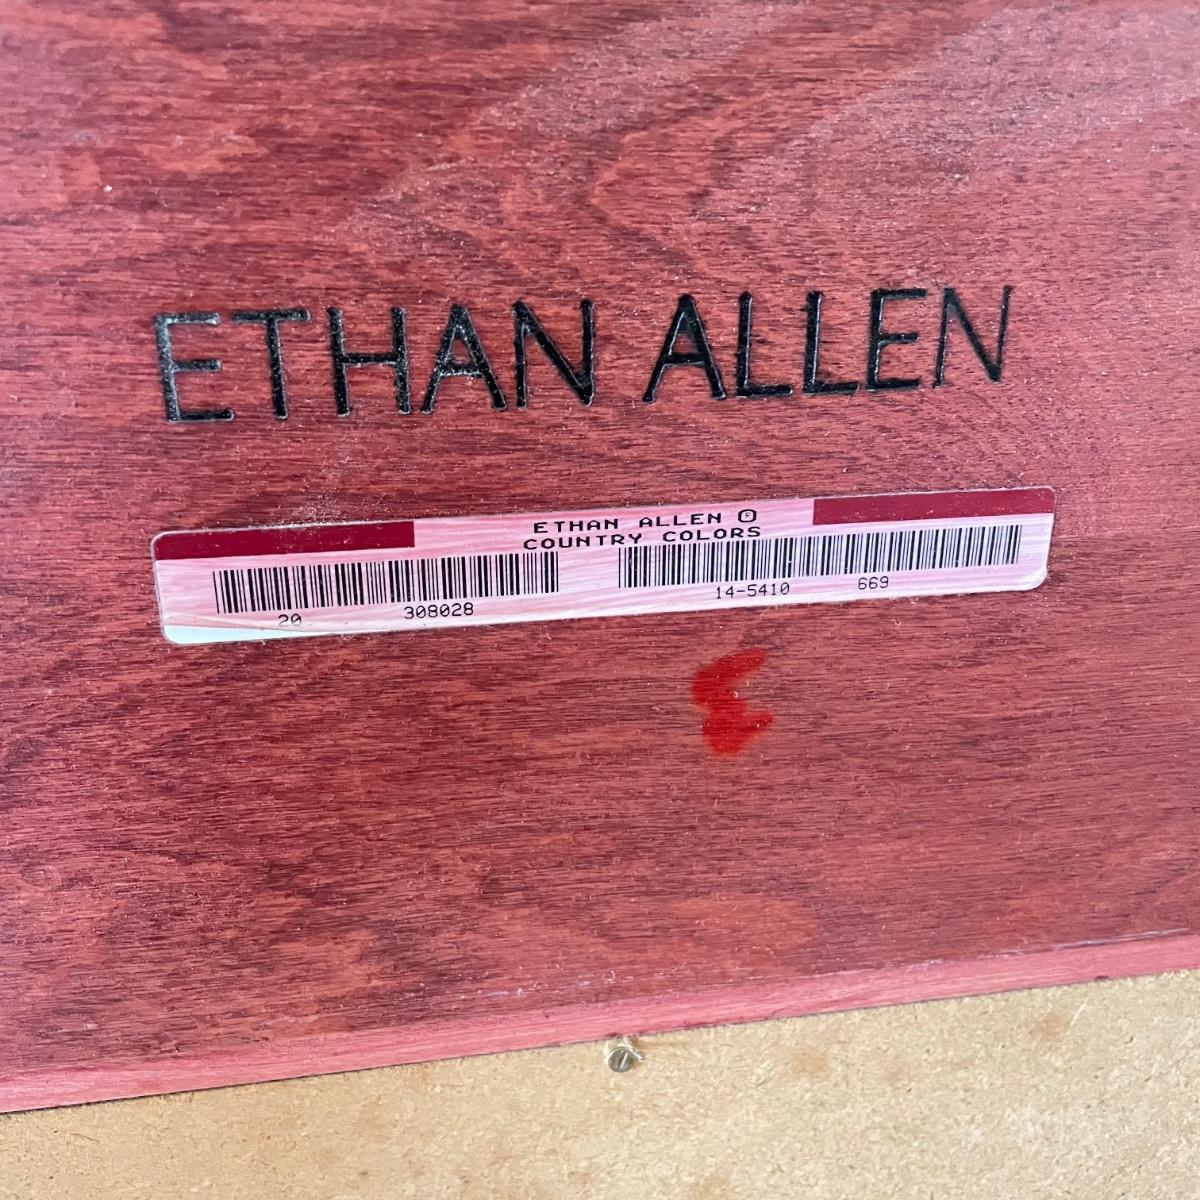 ETHAN ALLEN
ETHAN ALLEN ®
COUNTRY COLORS
20 308028 14-5410 669